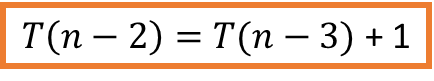 T(n − 2) = T(n − 3) + 1